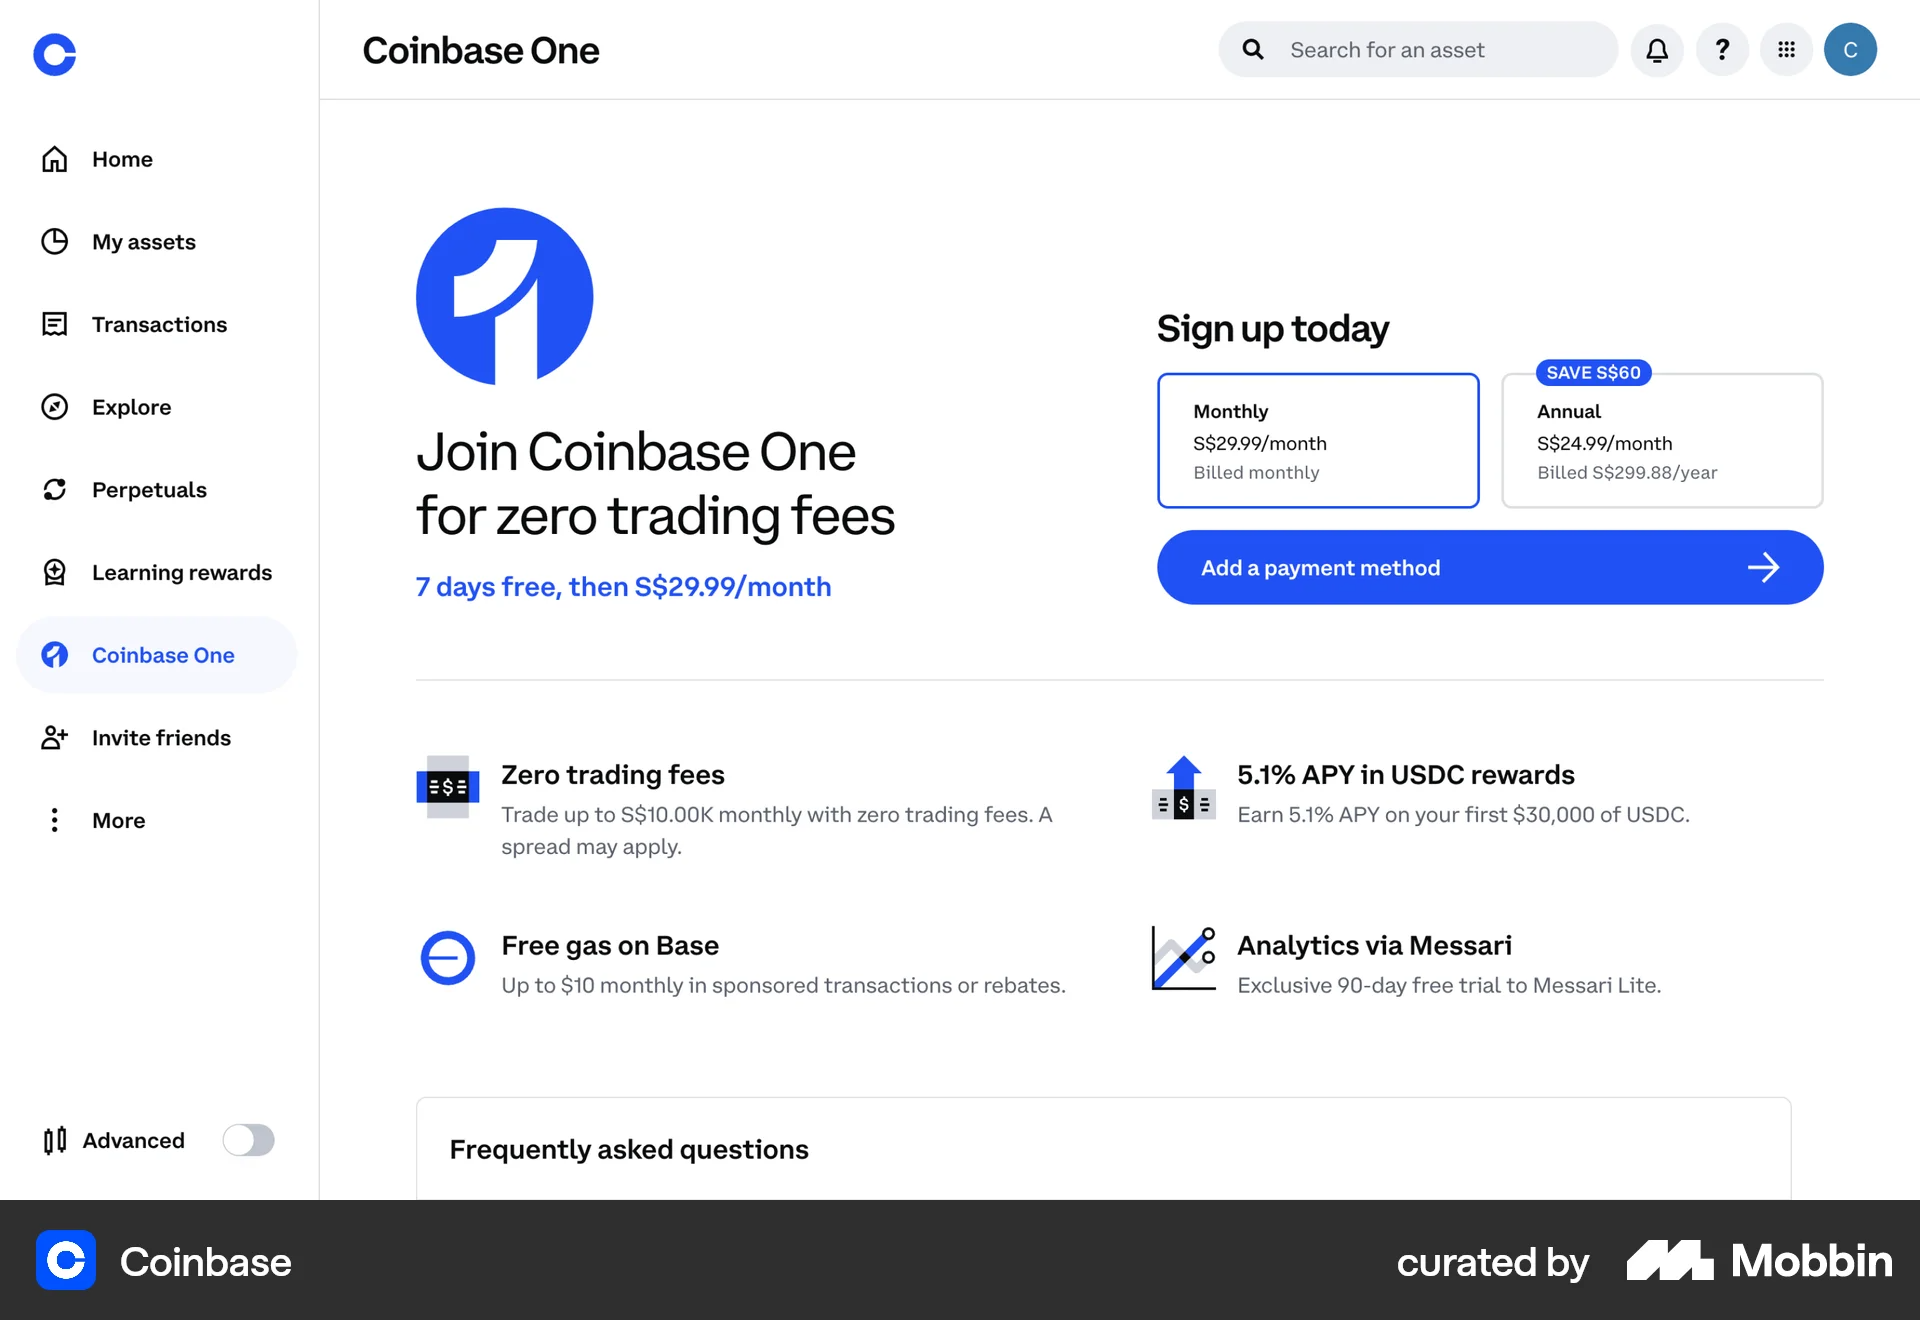 Coinbase One
Search for an asset
?
C
Home
My assets
Transactions
Explore
Perpetuals
Learning rewards
Coinbase One
Invite friends
More
Advanced
Join Coinbase One
for zero trading fees
7 days free, then S$29.99/month
Sign up today
Monthly
S$29.99/month
Billed monthly
SAVE S$60
Annual
S$24.99/month
Billed S$299.88/year
Add a payment method
$
Zero trading fees
Trade up to S$10.00K monthly with zero trading fees. A
spread may apply.
$
5.1% APY in USDC rewards
Earn 5.1% APY on your first $30,000 of USDC.
Free gas on Base
Up to $10 monthly in sponsored transactions or rebates.
Analytics via Messari
Exclusive 90-day free trial to Messari Lite.
Frequently asked questions
Coinbase
curated by Mobbin